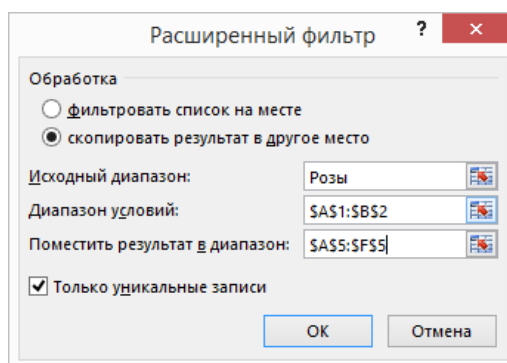 Расширенный фильтр ? ×
Обработка
фильтровать список на месте
скопировать результат в другое место
Исходный диапазон: Розы
Диапазон условий: $A$1:$B$2
Поместить результат в диапазон: $A$5:$F$5
Только уникальные записи
ОК Отмена